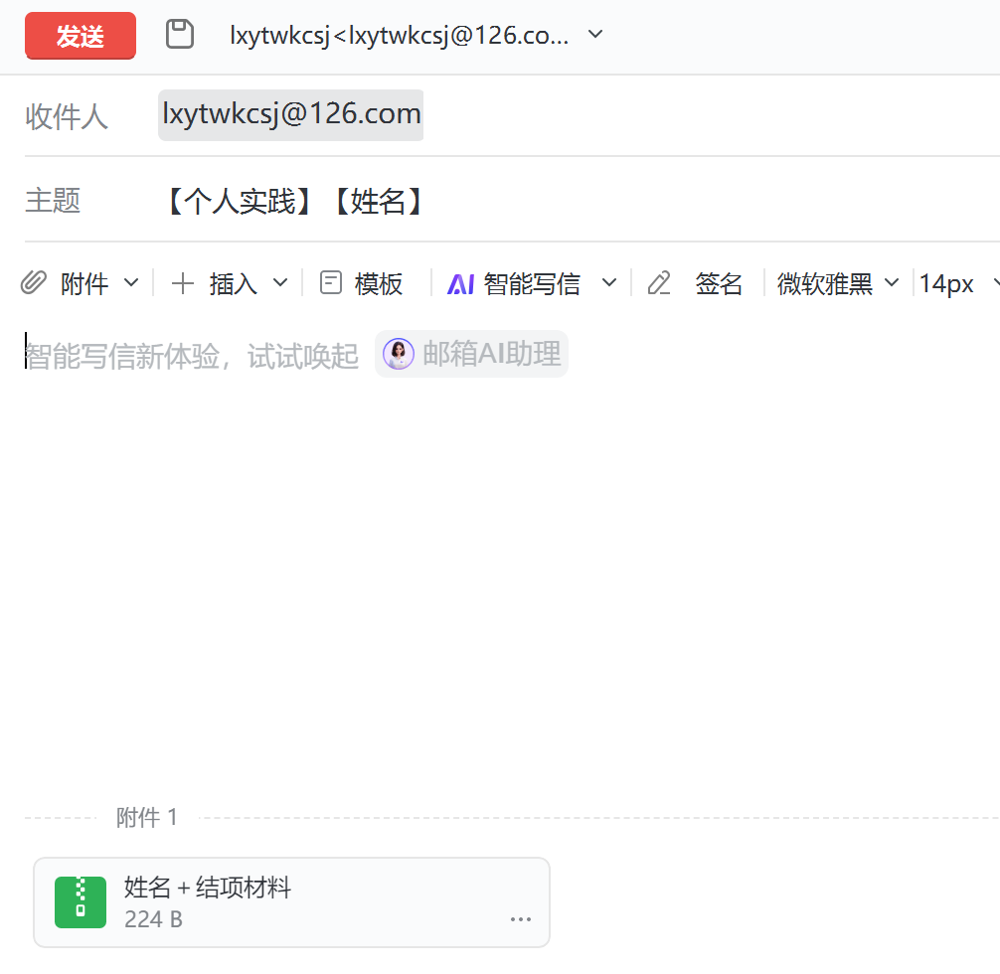 发送 lxytwkcsj<lxytwkcsj@126.co...
收件人 lxytwkcsj@126.com
主题 【个人实践】【姓名】
附件 插入 模板 AI 智能写信 签名 微软雅黑 14px
智能写信新体验，试试唤起 邮箱AI助理
附件 1
姓名+结项材料
224 B